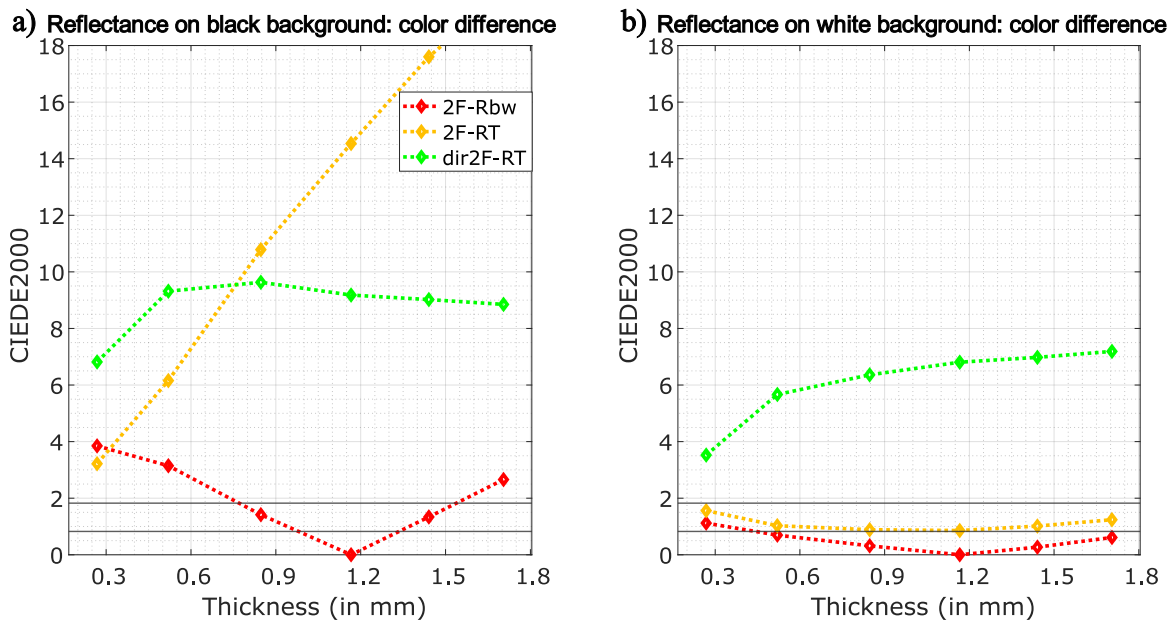 a) Reflectance on black background: color difference
18
16
14
12
10
8
6
4
2
0
CIEDE2000
0.3 0.6 0.9 1.2 1.5 1.8
Thickness (in mm)
2F-Rbw
2F-RT
dir2F-RT
b) Reflectance on white background: color difference
18
16
14
12
10
8
6
4
2
0
CIEDE2000
0.3 0.6 0.9 1.2 1.5 1.8
Thickness (in mm)